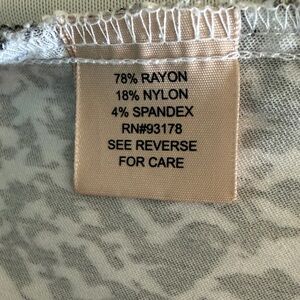 78% RAYON
18% NYLON
4% SPANDEX
RN#93178
SEE REVERSE
FOR CARE